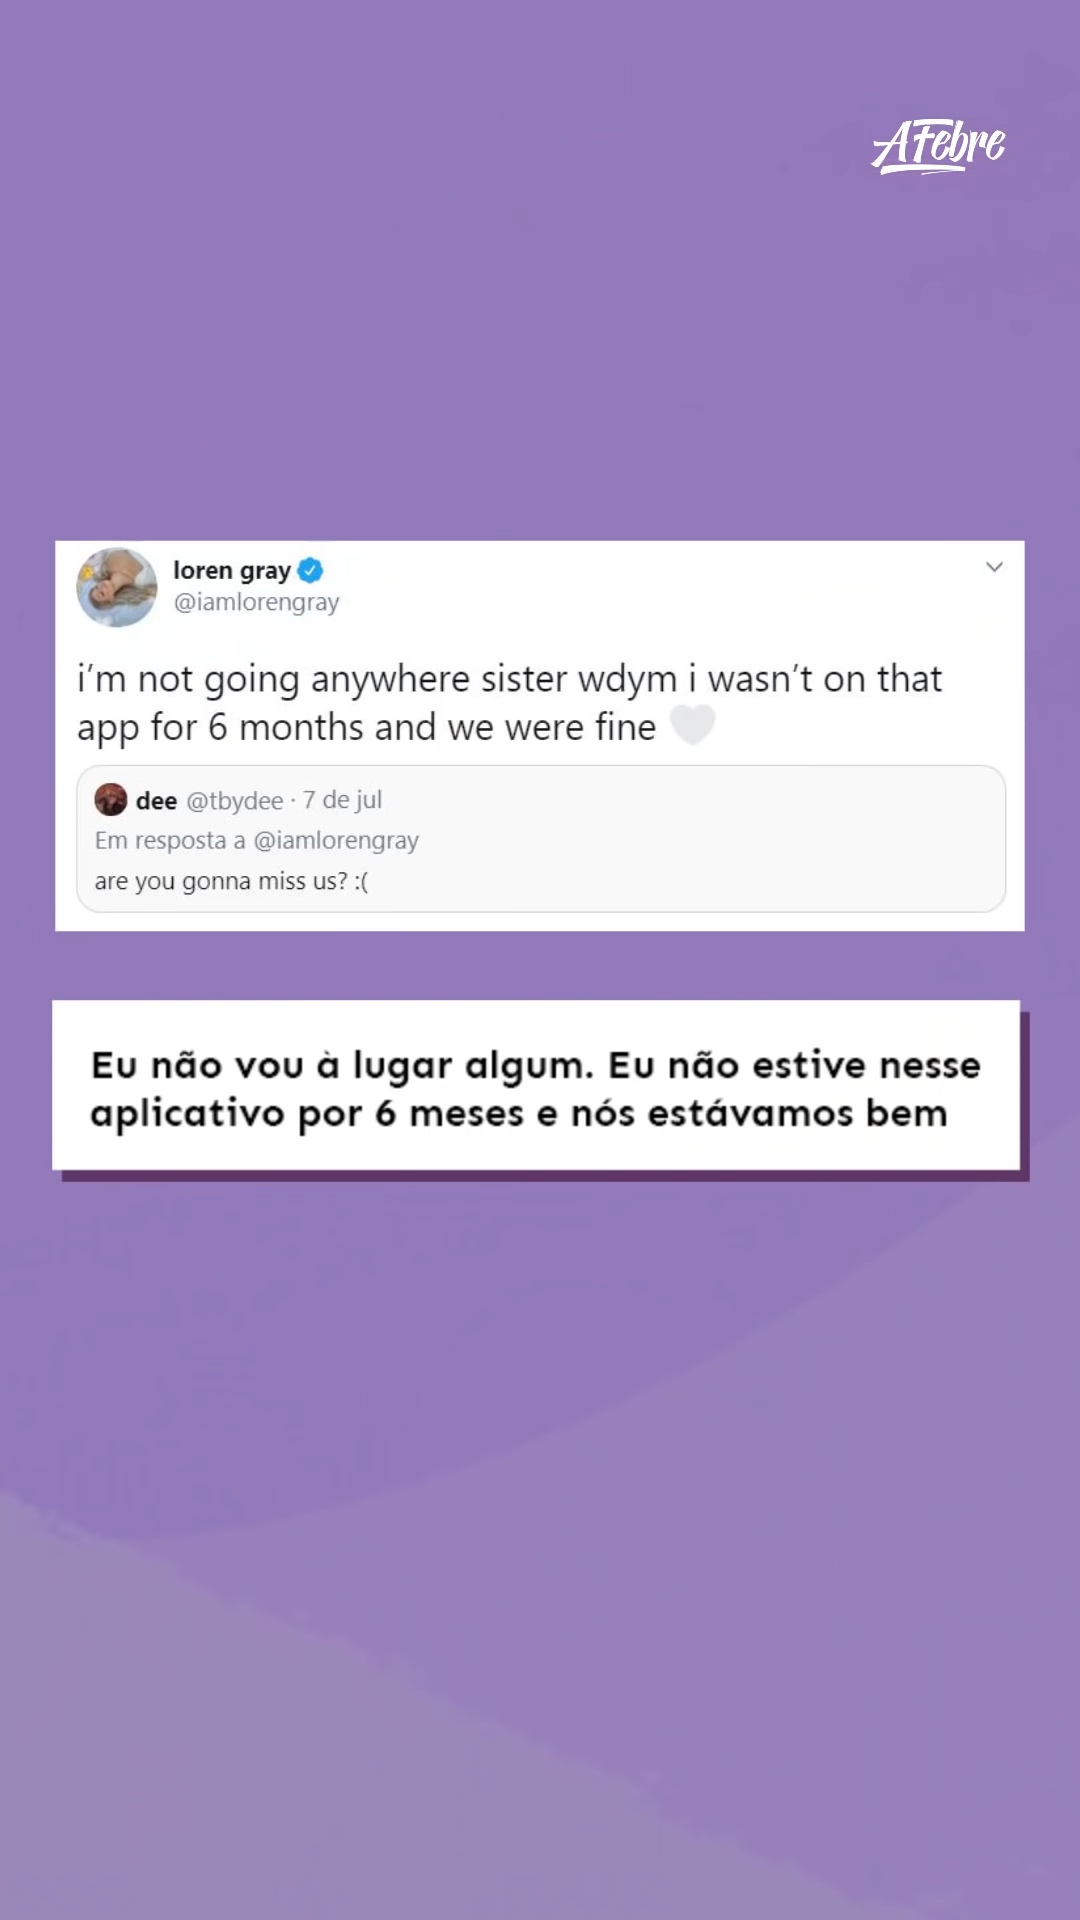 AFebre
loren gray
@iamlorengray
i’m not going anywhere sister wdym i wasn’t on that
app for 6 months and we were fine 🤍
dee @tbydee · 7 de jul
Em resposta a @iamlorengray
are you gonna miss us? :(
Eu não vou à lugar algum. Eu não estive nesse
aplicativo por 6 meses e nós estávamos bem